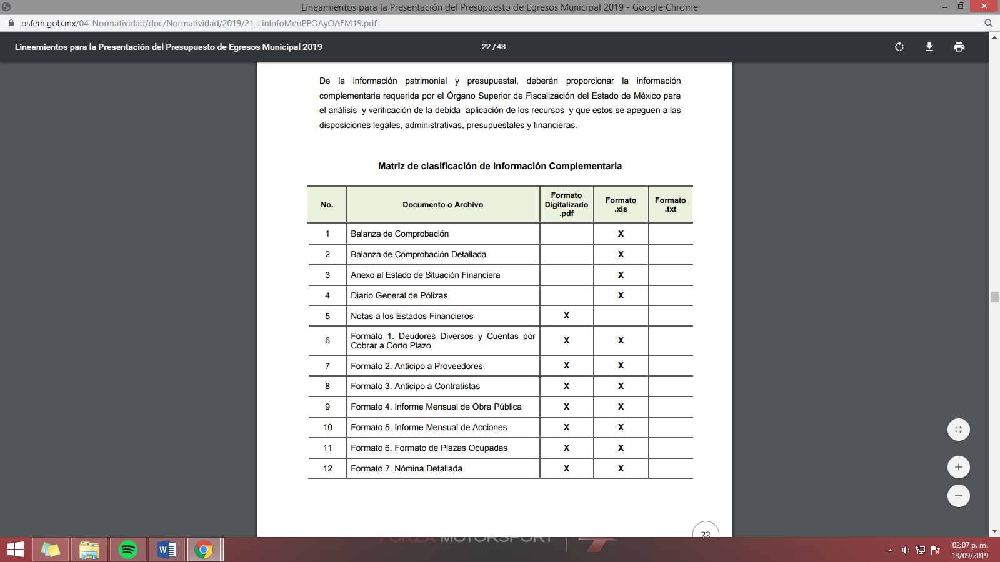 Lineamientos para la Presentación del Presupuesto de Egresos Municipal 2019 - Google Chrome
osfem.gob.mx/04_Normatividad/doc/Normatividad/2019/21_LinInfoMenPPOAyOAEM19.pdf
Lineamientos para la Presentación del Presupuesto de Egresos Municipal 2019
22 / 43
De la información patrimonial y presupuestal, deberán proporcionar la información
complementaria requerida por el Órgano Superior de Fiscalización del Estado de México para
el análisis y verificación de la debida aplicación de los recursos y que estos se apeguen a las
disposiciones legales, administrativas, presupuestales y financieras.
Matriz de clasificación de Información Complementaria
No. Documento o Archivo Formato Digitalizado .pdf Formato .xls Formato .txt
1 Balanza de Comprobación X
2 Balanza de Comprobación Detallada X
3 Anexo al Estado de Situación Financiera X
4 Diario General de Pólizas X
5 Notas a los Estados Financieros X
6 Formato 1. Deudores Diversos y Cuentas por
Cobrar a Corto Plazo X X
7 Formato 2. Anticipo a Proveedores X X
8 Formato 3. Anticipo a Contratistas X X
9 Formato 4. Informe Mensual de Obra Pública X X
10 Formato 5. Informe Mensual de Acciones X X
11 Formato 6. Formato de Plazas Ocupadas X X
12 Formato 7. Nómina Detallada X X
22
FORZA MOTORSPORT
02:07 p. m.
13/09/2019